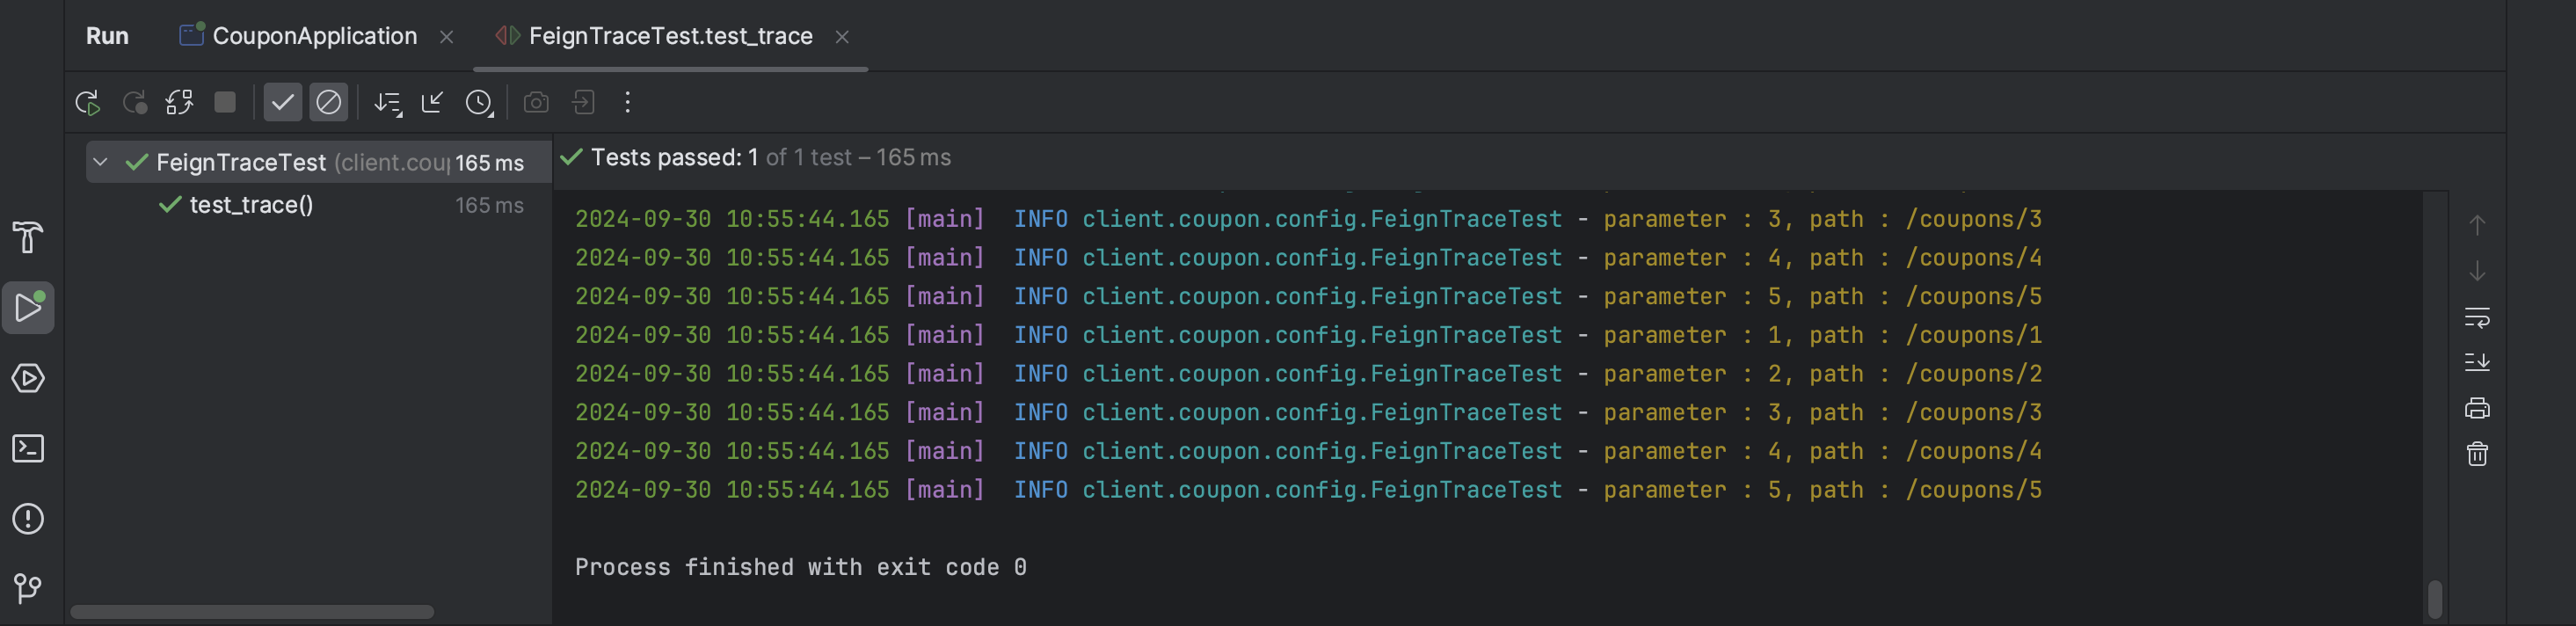 Run CouponApplication FeignTraceTest.test_trace
FeignTraceTest (client.coup 165 ms
test_trace() 165 ms
Tests passed: 1 of 1 test – 165 ms
2024-09-30 10:55:44.165 [main]  INFO client.coupon.config.FeignTraceTest - parameter : 3, path : /coupons/3
2024-09-30 10:55:44.165 [main]  INFO client.coupon.config.FeignTraceTest - parameter : 4, path : /coupons/4
2024-09-30 10:55:44.165 [main]  INFO client.coupon.config.FeignTraceTest - parameter : 5, path : /coupons/5
2024-09-30 10:55:44.165 [main]  INFO client.coupon.config.FeignTraceTest - parameter : 1, path : /coupons/1
2024-09-30 10:55:44.165 [main]  INFO client.coupon.config.FeignTraceTest - parameter : 2, path : /coupons/2
2024-09-30 10:55:44.165 [main]  INFO client.coupon.config.FeignTraceTest - parameter : 3, path : /coupons/3
2024-09-30 10:55:44.165 [main]  INFO client.coupon.config.FeignTraceTest - parameter : 4, path : /coupons/4
2024-09-30 10:55:44.165 [main]  INFO client.coupon.config.FeignTraceTest - parameter : 5, path : /coupons/5
Process finished with exit code 0